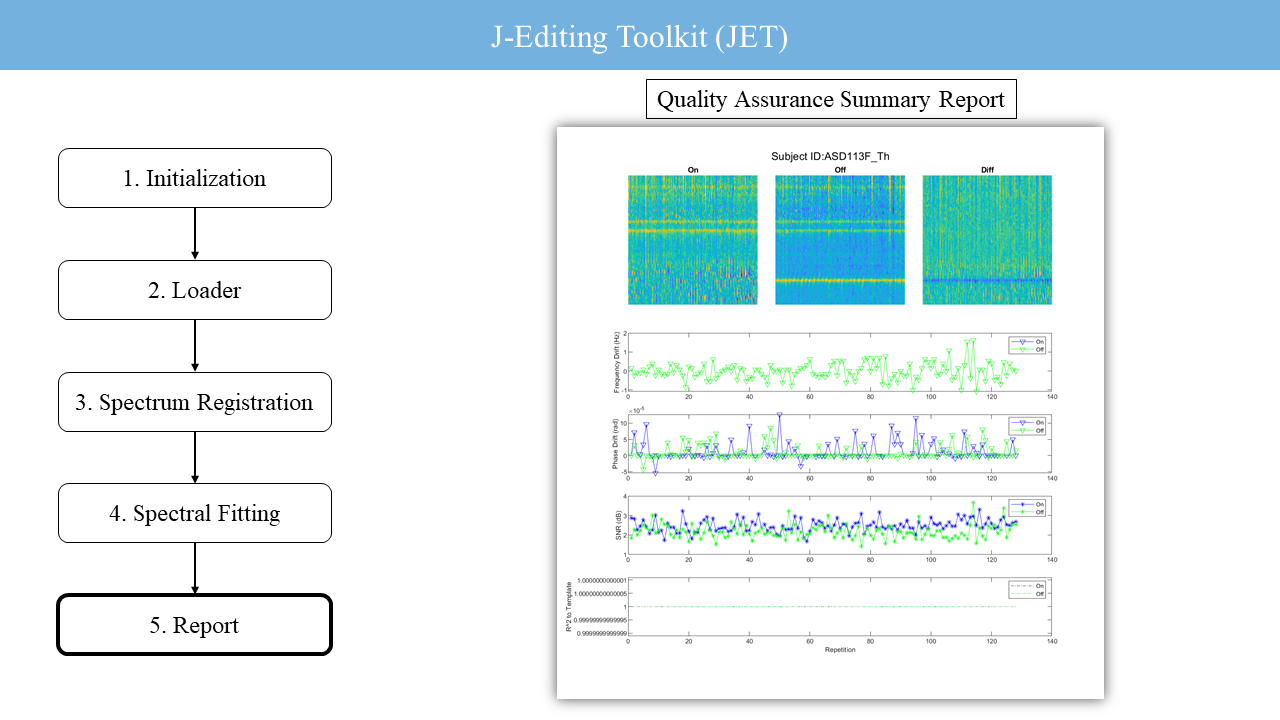 J-Editing Toolkit (JET)
Quality Assurance Summary Report
1. Initialization
2. Loader
3. Spectrum Registration
4. Spectral Fitting
5. Report
Subject ID:ASD113F_Th
On Off Diff
Frequency Drift (Hz)
2
1
0
-1
On
Off
0 20 40 60 80 100 120 140
Phase Drift (rad)
×10⁻⁶
10
5
0
-5
On
Off
0 20 40 60 80 100 120 140
SNR (dB)
4
3
2
1
On
Off
0 20 40 60 80 100 120 140
R^2 to Template
1.0000000000001
1.00000000000005
1
0.99999999999995
0.9999999999999
On
Off
0 20 40 60 80 100 120 140
Repetition